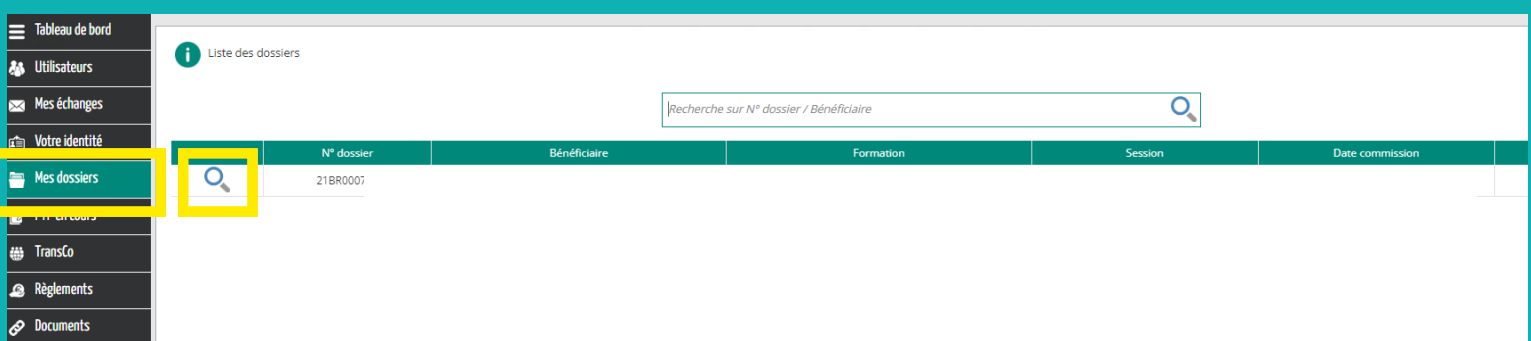 Tableau de bord
Utilisateurs
Mes échanges
Votre identité
Mes dossiers
TransCo
Règlements
Documents
Liste des dossiers
Recherche sur N° dossier / Bénéficiaire
N° dossier Bénéficiaire Formation Session Date commission
21BR0007